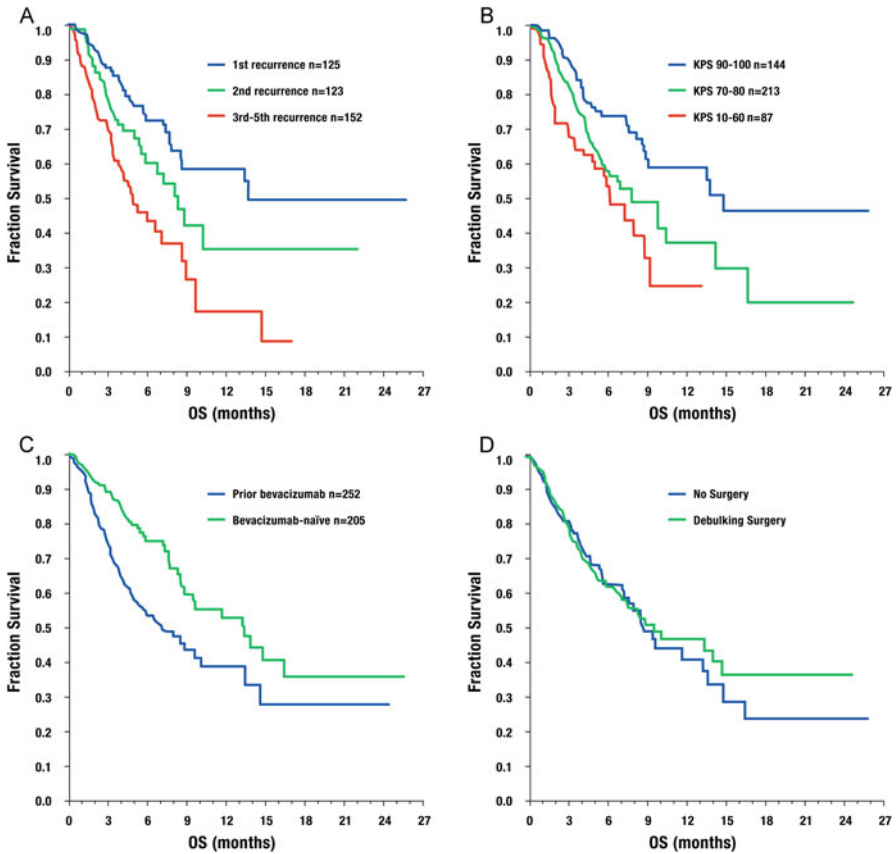 A
1st recurrence n=125
2nd recurrence n=123
3rd-5th recurrence n=152
Fraction Survival
1.0
0.9
0.8
0.7
0.6
0.5
0.4
0.3
0.2
0.1
0.0
0 3 6 9 12 15 18 21 24 27
OS (months)
B
KPS 90-100 n=144
KPS 70-80 n=213
KPS 10-60 n=87
Fraction Survival
1.0
0.9
0.8
0.7
0.6
0.5
0.4
0.3
0.2
0.1
0.0
0 3 6 9 12 15 18 21 24 27
OS (months)
C
Prior bevacizumab n=252
Bevacizumab-naïve n=205
Fraction Survival
1.0
0.9
0.8
0.7
0.6
0.5
0.4
0.3
0.2
0.1
0.0
0 3 6 9 12 15 18 21 24 27
OS (months)
D
No Surgery
Debulking Surgery
Fraction Survival
1.0
0.9
0.8
0.7
0.6
0.5
0.4
0.3
0.2
0.1
0.0
0 3 6 9 12 15 18 21 24 27
OS (months)